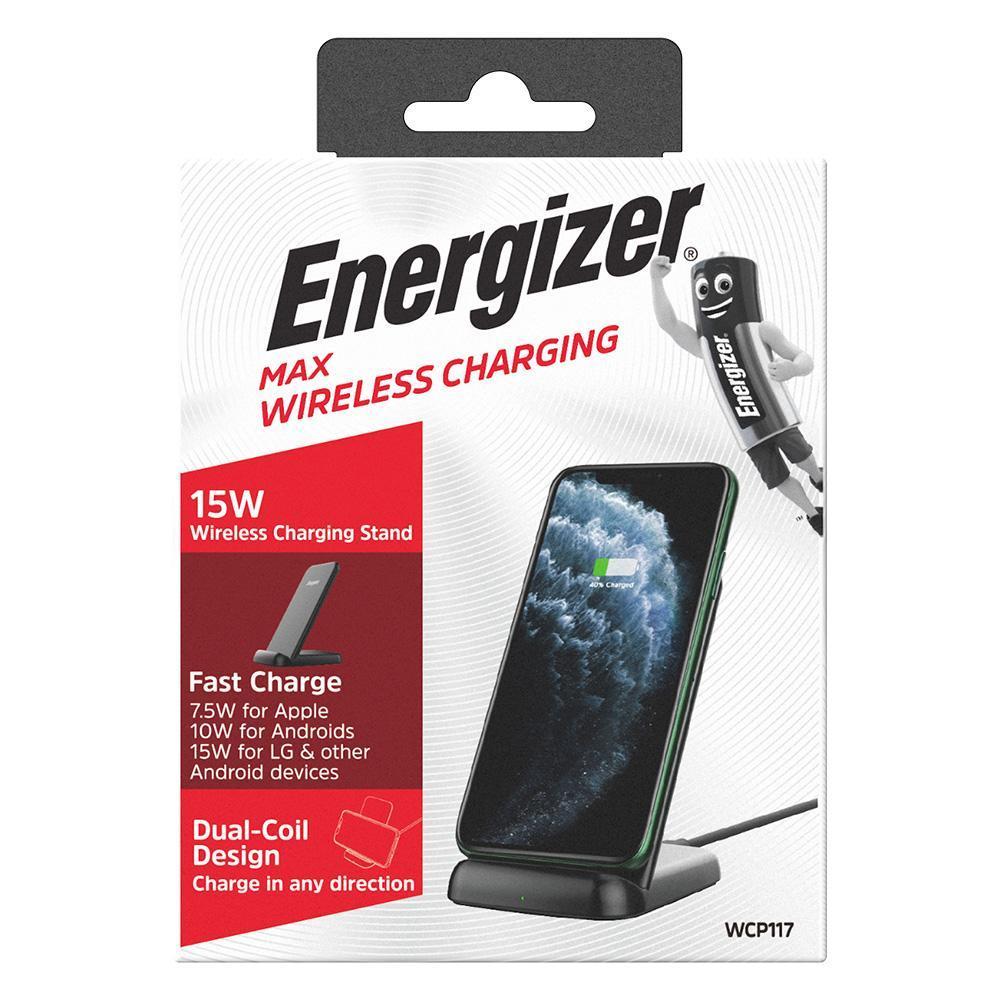 Energizer®
MAX
WIRELESS CHARGING
Energizer
™
15W
Wireless Charging Stand
Energizer
Fast Charge
7.5W for Apple
10W for Androids
15W for LG & other
Android devices
40% Charged
Dual-Coil
Design
Charge in any direction
WCP117